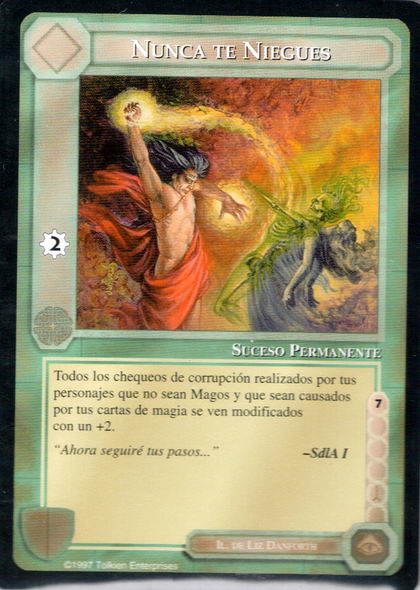 Nunca te Niegues
2
Suceso Permanente
Todos los chequeos de corrupción realizados por tus
personajes que no sean Magos y que sean causados
por tus cartas de magia se ven modificados
con un +2.
7
“Ahora seguiré tus pasos...” –SdlA I
Il. de Liz Danforth
©1997 Tolkien Enterprises